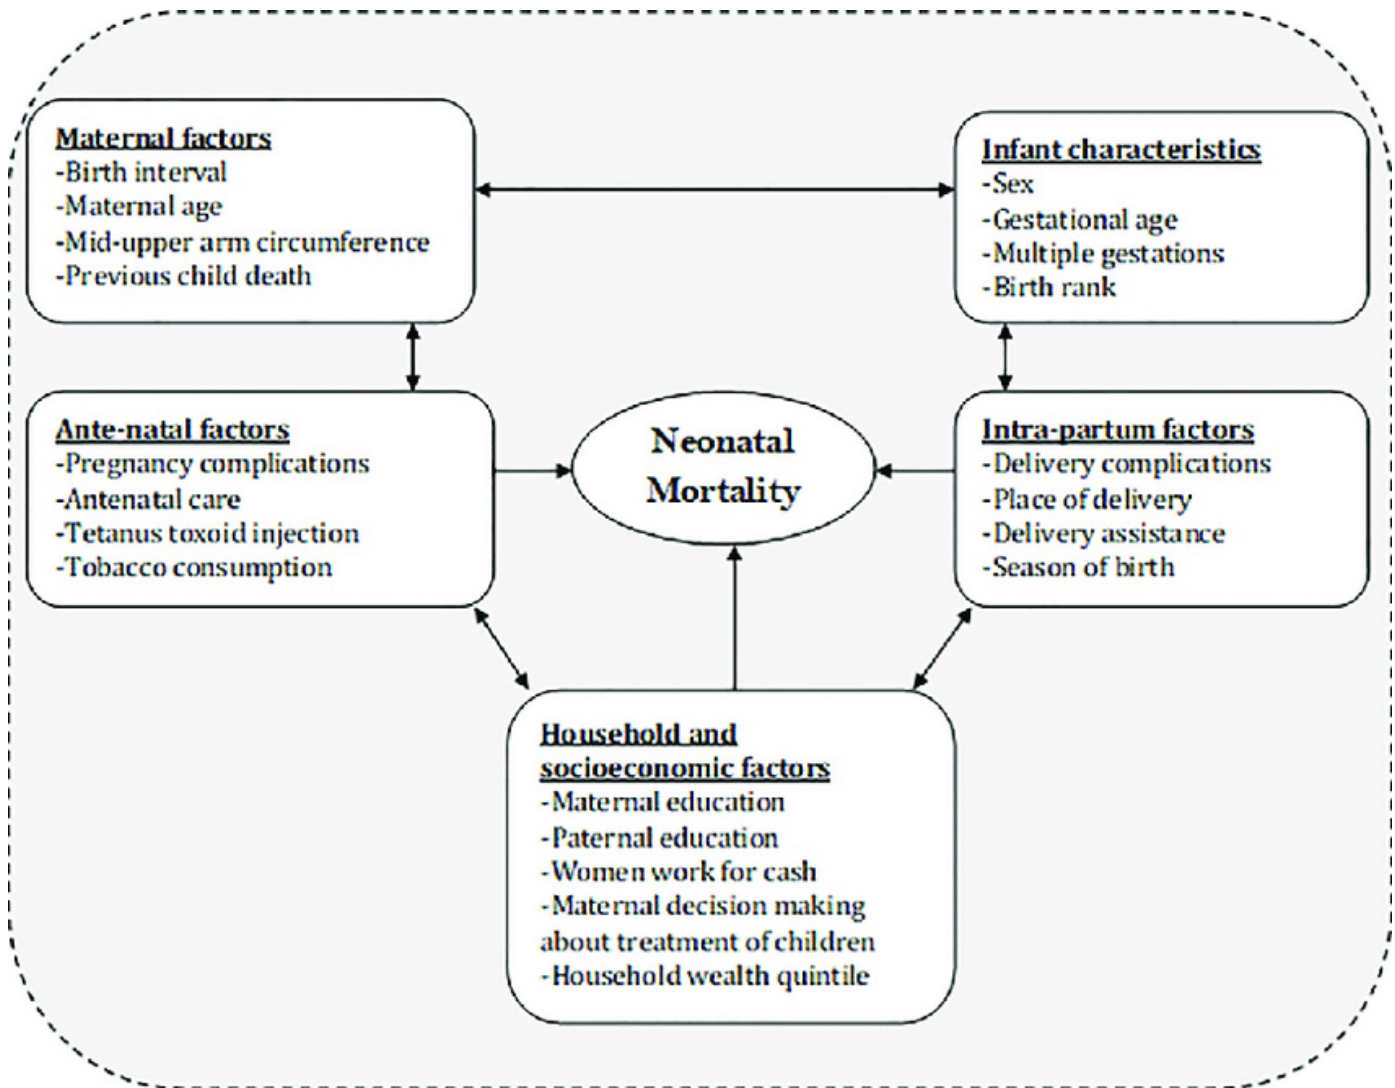 Maternal factors
-Birth interval
-Maternal age
-Mid-upper arm circumference
-Previous child death
Infant characteristics
-Sex
-Gestational age
-Multiple gestations
-Birth rank
Ante-natal factors
-Pregnancy complications
-Antenatal care
-Tetanus toxoid injection
-Tobacco consumption
Neonatal
Mortality
Intra-partum factors
-Delivery complications
-Place of delivery
-Delivery assistance
-Season of birth
Household and
socioeconomic factors
-Maternal education
-Paternal education
-Women work for cash
-Maternal decision making
about treatment of children
-Household wealth quintile